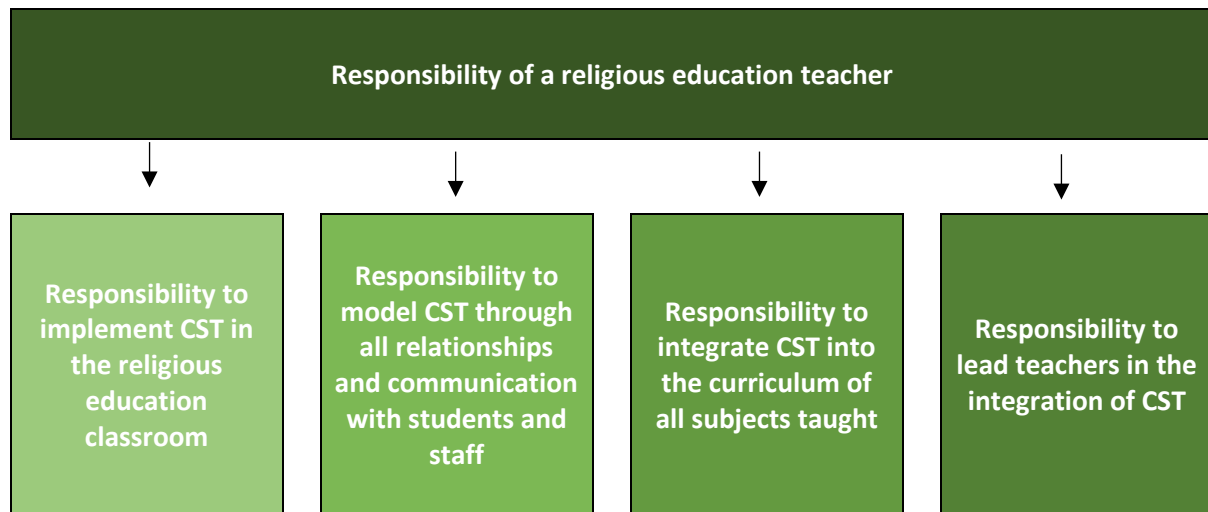 Responsibility of a religious education teacher
Responsibility to
implement CST in
the religious
education
classroom
Responsibility to
model CST through
all relationships
and communication
with students and
staff
Responsibility to
integrate CST into
the curriculum of
all subjects taught
Responsibility to
lead teachers in the
integration of CST